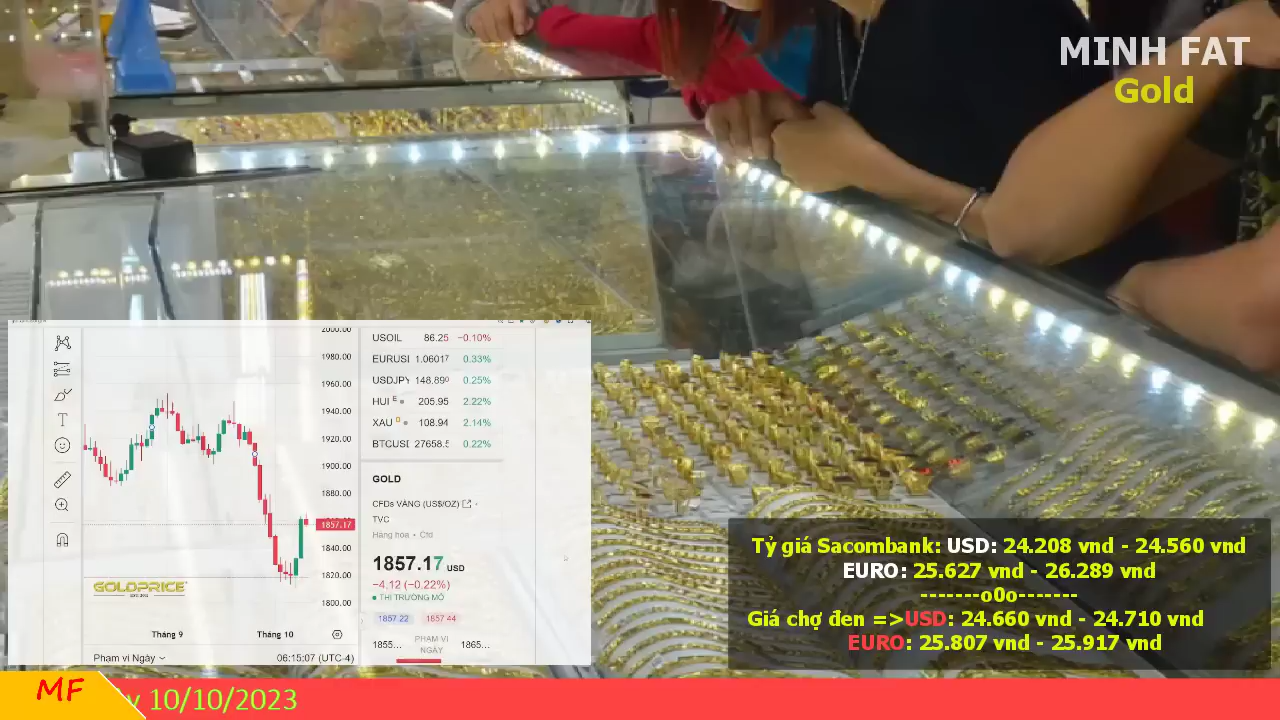 MINH FAT
Gold
2000.00
1980.00
1960.00
1940.00
1920.00
1900.00
1880.00
1857.17
1840.00
1820.00
1800.00
GOLDPRICE
Tháng 9
Tháng 10
Phạm vi Ngày
06:15:07 (UTC-4)
USOIL 86.25 −0.10%
EURUSI 1.06017 0.33%
USDJPY 148.89 0.25%
HUI E 205.95 2.22%
XAU D 108.94 2.14%
BTCUSI 27658.5 0.22%
GOLD
CFDs VÀNG (US$/OZ)
TVC
Hàng hóa • Cfd
1857.17 USD
−4.12 (−0.22%)
THỊ TRƯỜNG MỞ
1857.22 1857.44
1855... PHẠM VI NGÀY 1865...
Tỷ giá Sacombank: USD: 24.208 vnd - 24.560 vnd
EURO: 25.627 vnd - 26.289 vnd
-------o0o-------
Giá chợ đen =>USD: 24.660 vnd - 24.710 vnd
EURO: 25.807 vnd - 25.917 vnd
MF
y 10/10/2023